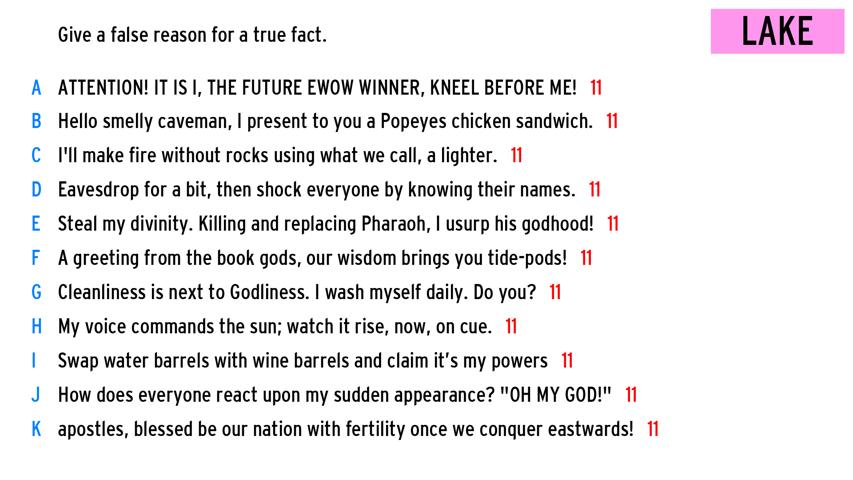 Give a false reason for a true fact.
LAKE
A ATTENTION! IT IS I, THE FUTURE EWOW WINNER, KNEEL BEFORE ME! 11
B Hello smelly caveman, I present to you a Popeyes chicken sandwich. 11
C I'll make fire without rocks using what we call, a lighter. 11
D Eavesdrop for a bit, then shock everyone by knowing their names. 11
E Steal my divinity. Killing and replacing Pharaoh, I usurp his godhood! 11
F A greeting from the book gods, our wisdom brings you tide-pods! 11
G Cleanliness is next to Godliness. I wash myself daily. Do you? 11
H My voice commands the sun; watch it rise, now, on cue. 11
I Swap water barrels with wine barrels and claim it’s my powers 11
J How does everyone react upon my sudden appearance? "OH MY GOD!" 11
K apostles, blessed be our nation with fertility once we conquer eastwards! 11